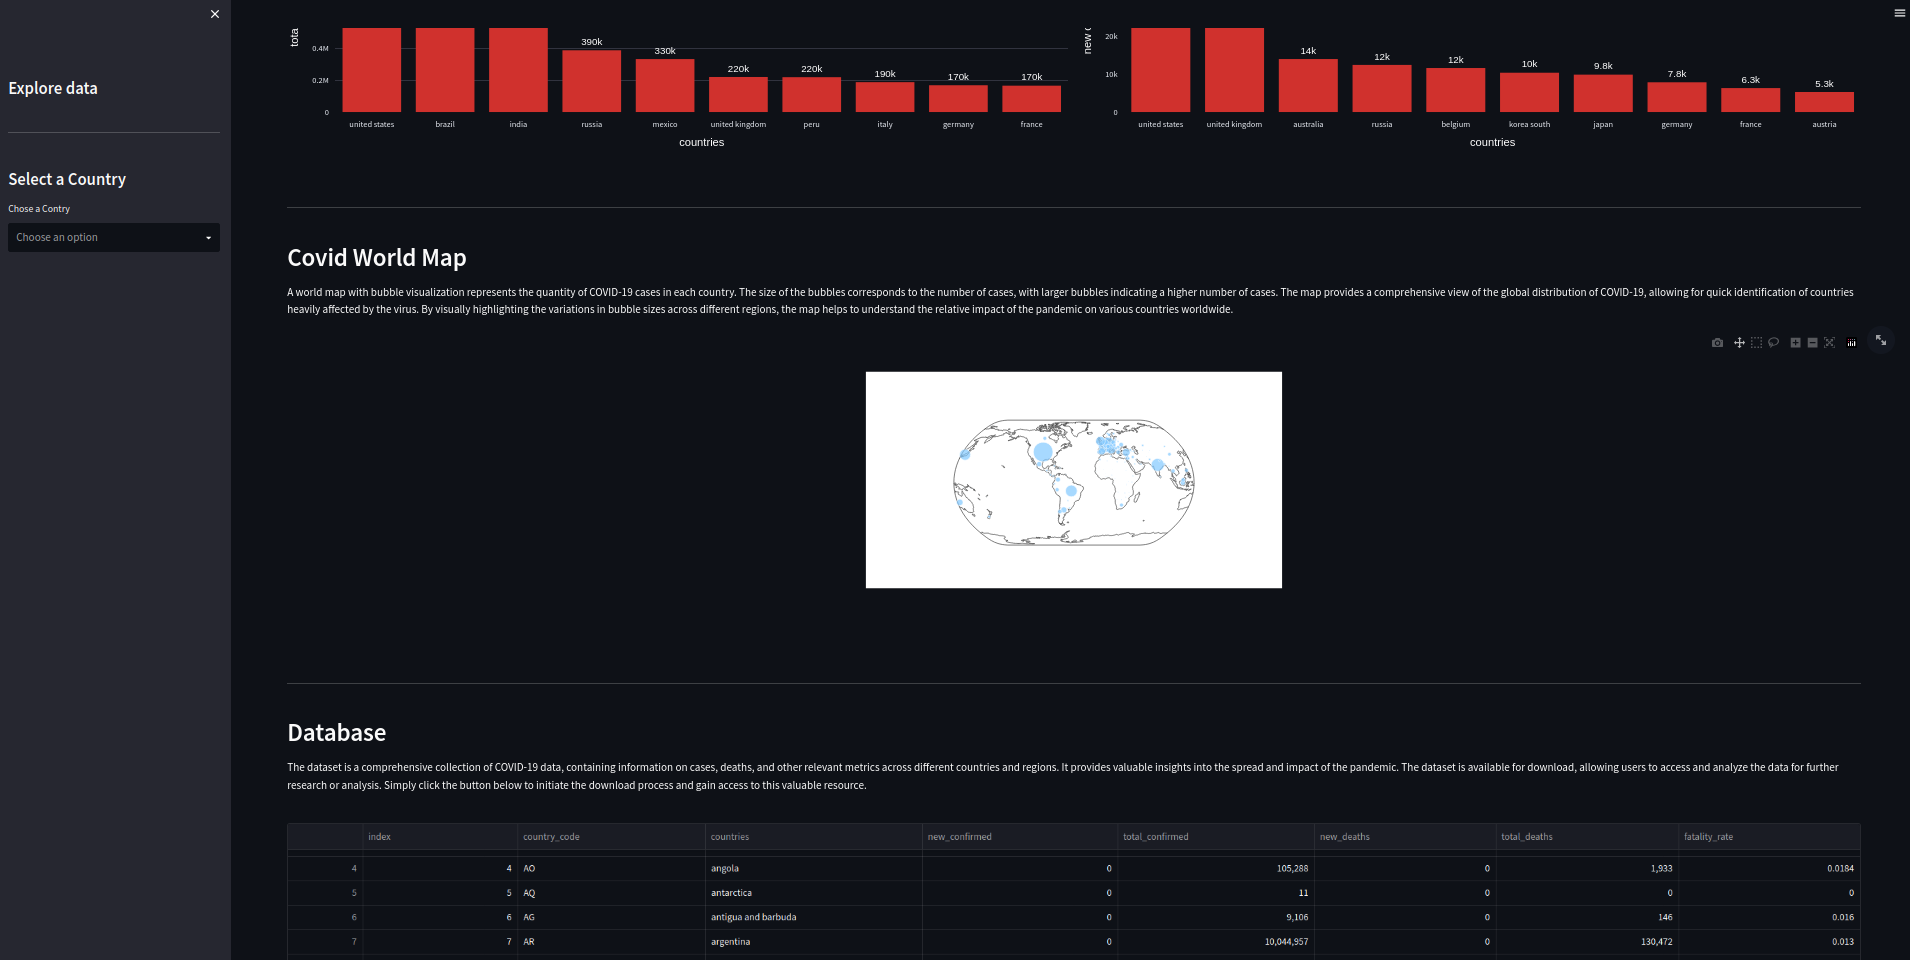 Explore data
Select a Country
Chose a Contry
Choose an option
tota
0.4M
0.2M
0
390k
330k
220k
220k
190k
170k
170k
united states
brazil
india
russia
mexico
united kingdom
peru
italy
germany
france
countries
new c
20k
10k
0
14k
12k
12k
10k
9.8k
7.8k
6.3k
5.3k
united states
united kingdom
australia
russia
belgium
korea south
japan
germany
france
austria
countries
Covid World Map
A world map with bubble visualization represents the quantity of COVID-19 cases in each country. The size of the bubbles corresponds to the number of cases, with larger bubbles indicating a higher number of cases. The map provides a comprehensive view of the global distribution of COVID-19, allowing for quick identification of countries
heavily affected by the virus. By visually highlighting the variations in bubble sizes across different regions, the map helps to understand the relative impact of the pandemic on various countries worldwide.
Database
The dataset is a comprehensive collection of COVID-19 data, containing information on cases, deaths, and other relevant metrics across different countries and regions. It provides valuable insights into the spread and impact of the pandemic. The dataset is available for download, allowing users to access and analyze the data for further
research or analysis. Simply click the button below to initiate the download process and gain access to this valuable resource.
index country_code countries new_confirmed total_confirmed new_deaths total_deaths fatality_rate
4 4 AO angola 0 105,288 0 1,933 0.0184
5 5 AQ antarctica 0 11 0 0 0
6 6 AG antigua and barbuda 0 9,106 0 146 0.016
7 7 AR argentina 0 10,044,957 0 130,472 0.013